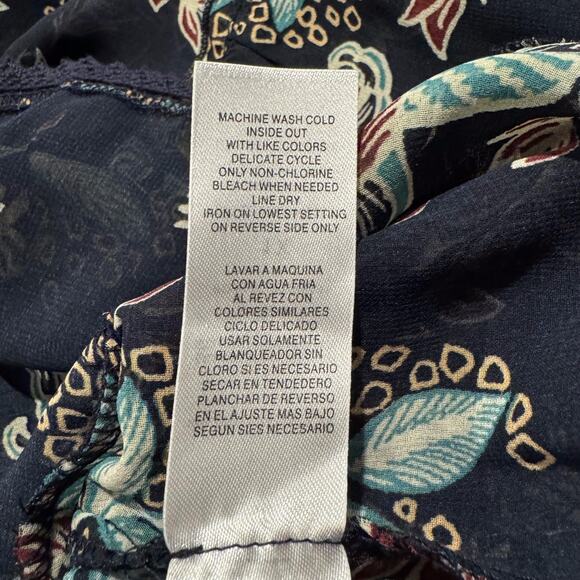 MACHINE WASH COLD
INSIDE OUT
WITH LIKE COLORS
DELICATE CYCLE
ONLY NON-CHLORINE
BLEACH WHEN NEEDED
LINE DRY
IRON ON LOWEST SETTING
ON REVERSE SIDE ONLY
LAVAR A MAQUINA
CON AGUA FRIA
AL REVEZ CON
COLORES SIMILARES
CICLO DELICADO
USAR SOLAMENTE
BLANQUEADOR SIN
CLORO SI ES NECESARIO
SECAR EN TENDEDERO
PLANCHAR DE REVERSO
EN EL AJUSTE MAS BAJO
SEGUN SIES NECESARIO